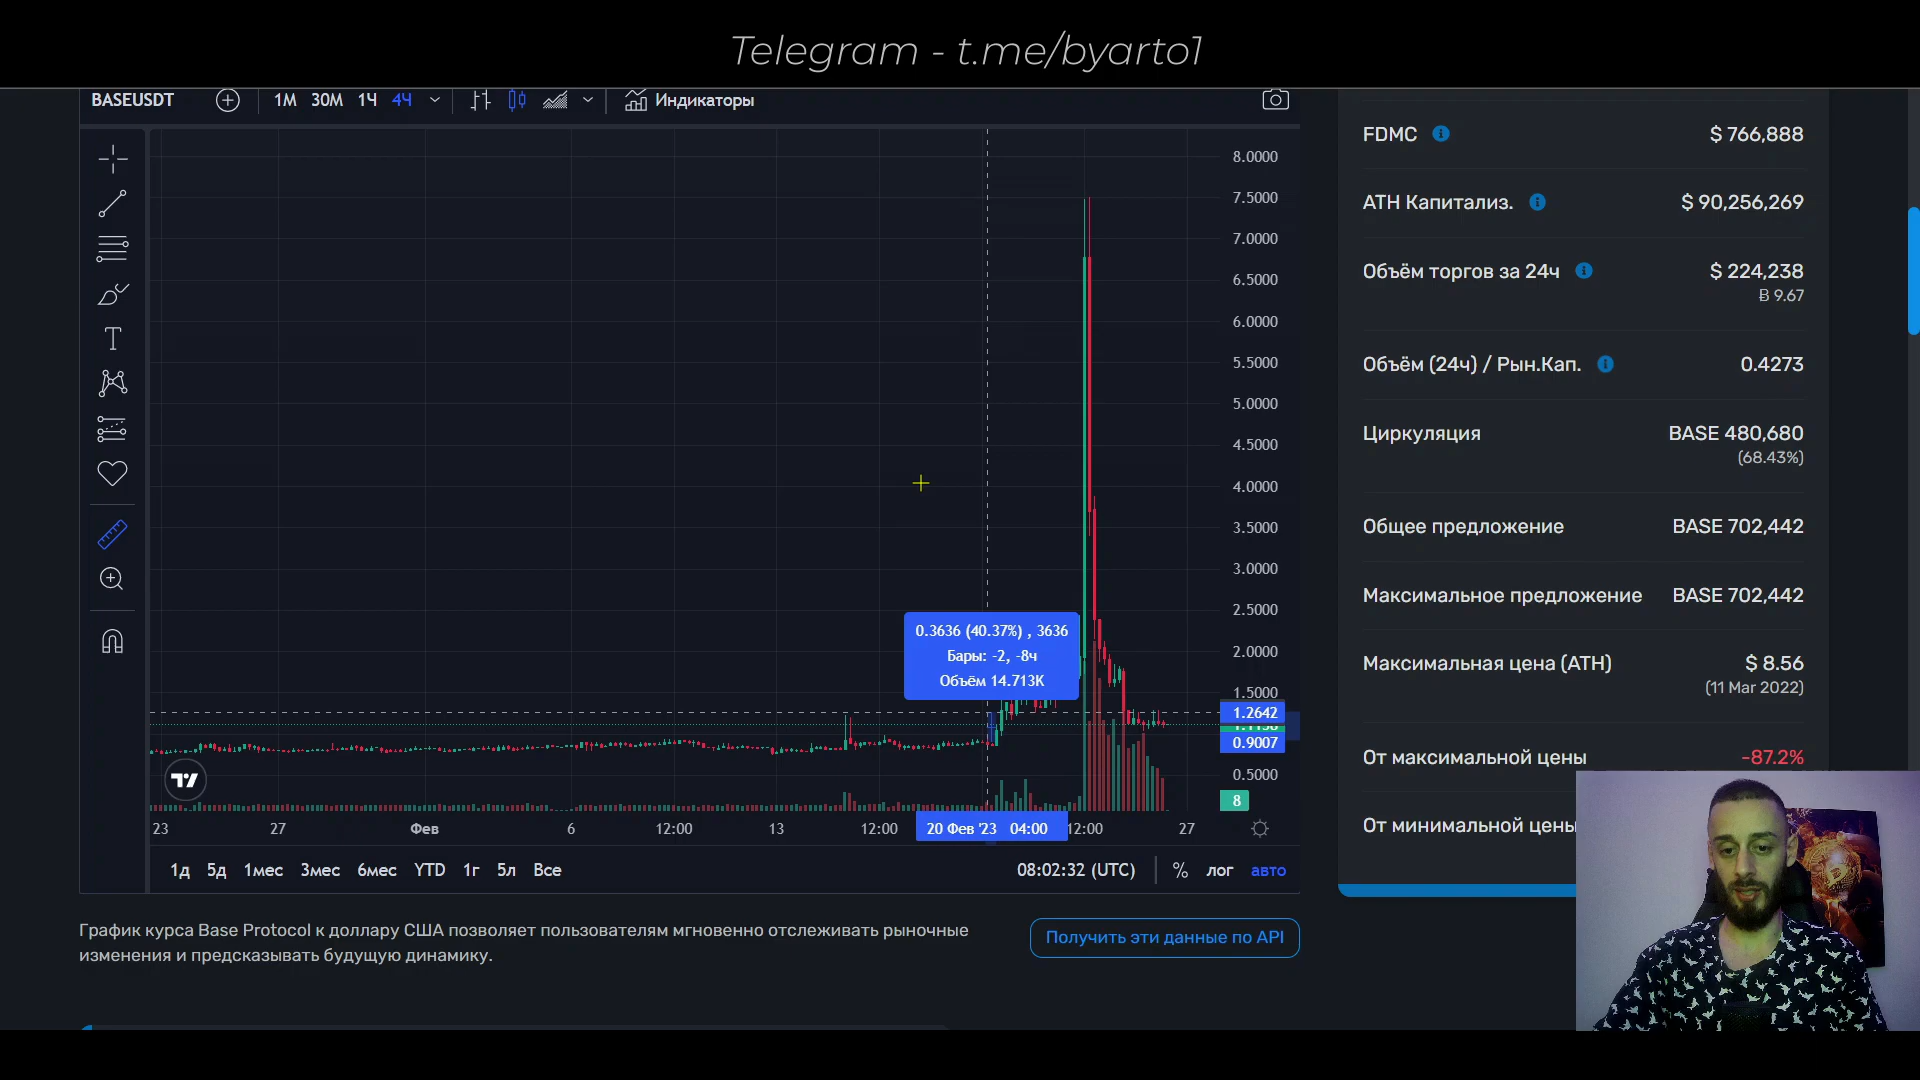 Telegram - t.me/byarto1
BASEUSDT 1М 30М 1Ч 4Ч Индикаторы
8.0000
7.5000
7.0000
6.5000
6.0000
5.5000
5.0000
4.5000
4.0000
3.5000
3.0000
2.5000
2.0000
1.5000
1.2642
0.9007
0.5000
8
0.3636 (40.37%) , 3636
Бары: -2, -8ч
Объём 14.713K
23 27 Фев 6 12:00 13 12:00 20 Фев '23 04:00 12:00 27
1д 5д 1мес 3мес 6мес YTD 1г 5л Все 08:02:32 (UTC) % лог авто
График курса Base Protocol к доллару США позволяет пользователям мгновенно отслеживать рыночные
изменения и предсказывать будущую динамику.
Получить эти данные по API
FDMC $ 766,888
ATH Капитализ. $ 90,256,269
Объём торгов за 24ч $ 224,238
Ƀ 9.67
Объём (24ч) / Рын.Кап. 0.4273
Циркуляция BASE 480,680
(68.43%)
Общее предложение BASE 702,442
Максимальное предложение BASE 702,442
Максимальная цена (ATH) $ 8.56
(11 Mar 2022)
От максимальной цены -87.2%
От минимальной цены